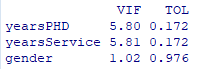 VIF TOL
yearsPHD 5.80 0.172
yearsService 5.81 0.172
gender 1.02 0.976